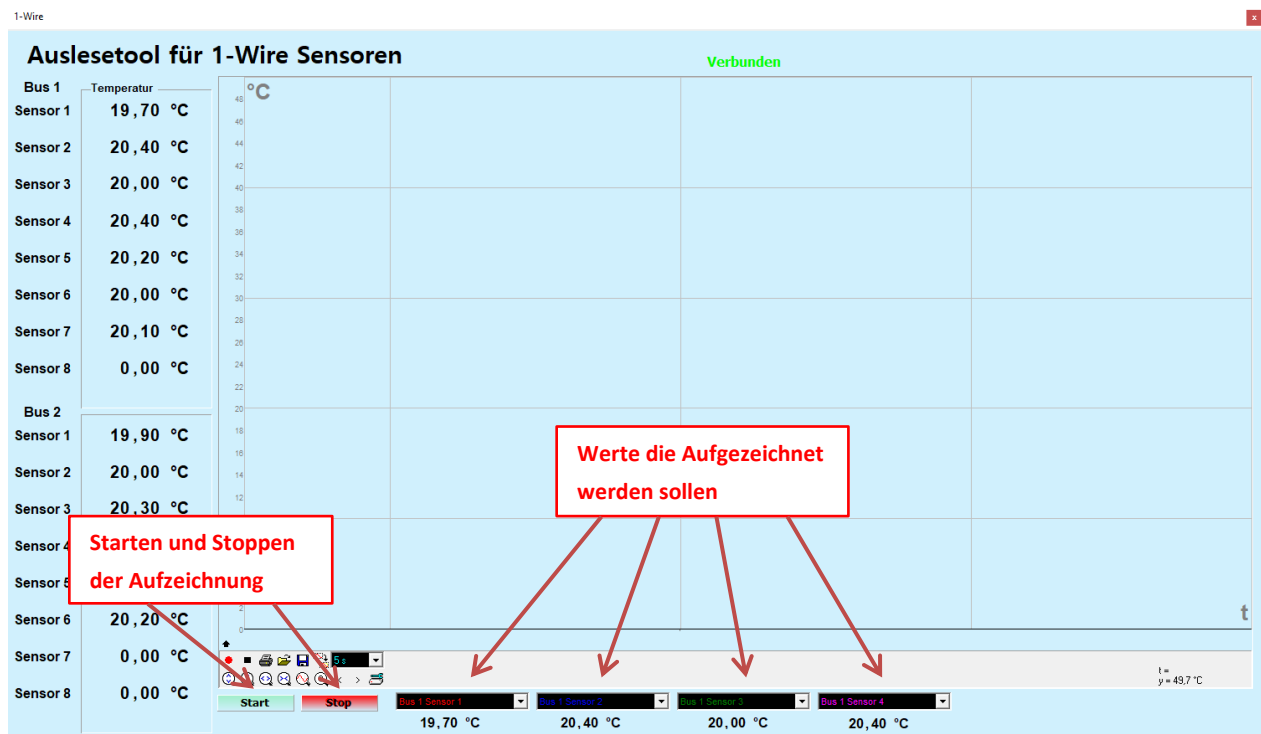 1-Wire
x
Auslesetool für 1-Wire Sensoren
Verbunden
Bus 1
Temperatur
Sensor 1 19,70 °C
Sensor 2 20,40 °C
Sensor 3 20,00 °C
Sensor 4 20,40 °C
Sensor 5 20,20 °C
Sensor 6 20,00 °C
Sensor 7 20,10 °C
Sensor 8 0,00 °C
Bus 2
Sensor 1 19,90 °C
Sensor 2 20,00 °C
Sensor 3 20,30 °C
Sensor 4
Sensor 5
Sensor 6 20,20 °C
Sensor 7 0,00 °C
Sensor 8 0,00 °C
°C
48
46
44
42
40
38
36
34
32
30
28
26
24
22
20
18
16
14
12
2
0
t
Werte die Aufgezeichnet
werden sollen
Starten und Stoppen
der Aufzeichnung
5 s
t =
y = 49,7 °C
Start Stop Bus 1 Sensor 1 Bus 1 Sensor 2 Bus 1 Sensor 3 Bus 1 Sensor 4
19,70 °C 20,40 °C 20,00 °C 20,40 °C